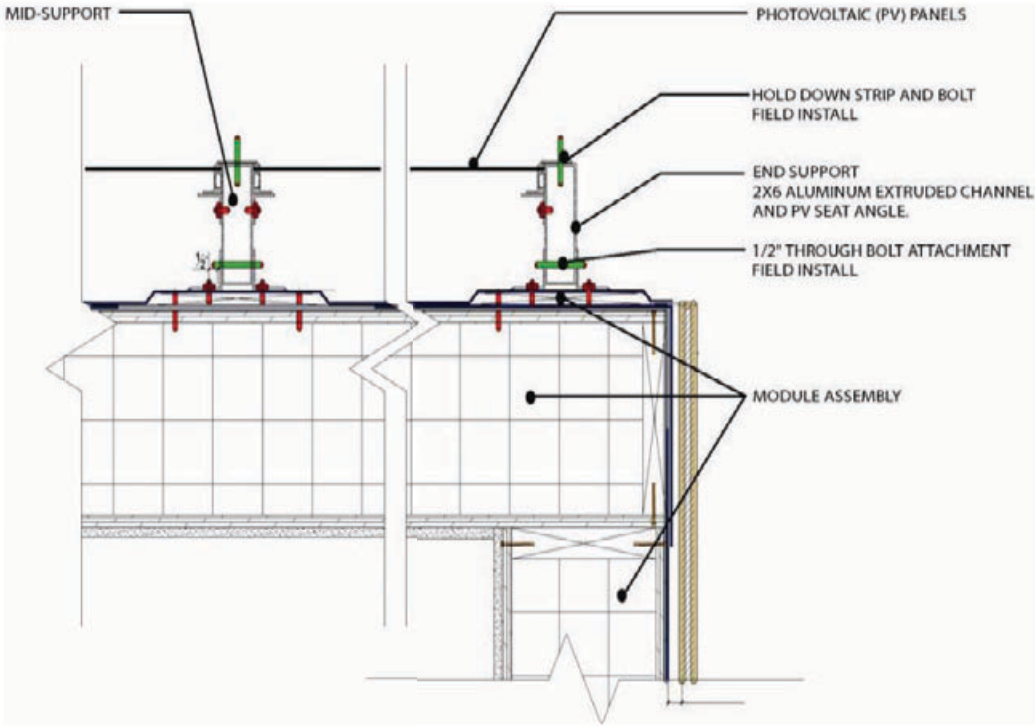 MID-SUPPORT
PHOTOVOLTAIC (PV) PANELS
HOLD DOWN STRIP AND BOLT
FIELD INSTALL
END SUPPORT
2X6 ALUMINUM EXTRUDED CHANNEL
AND PV SEAT ANGLE.
1/2" THROUGH BOLT ATTACHMENT
FIELD INSTALL
MODULE ASSEMBLY